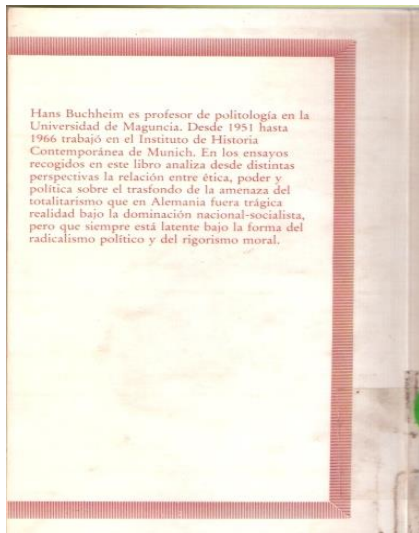 Hans Buchheim es profesor de politología en la
Universidad de Maguncia. Desde 1951 hasta
1966 trabajó en el Instituto de Historia
Contemporánea de Munich. En los ensayos
recogidos en este libro analiza desde distintas
perspectivas la relación entre ética, poder y
política sobre el trasfondo de la amenaza del
totalitarismo que en Alemania fuera trágica
realidad bajo la dominación nacional-socialista,
pero que siempre está latente bajo la forma del
radicalismo político y del rigorismo moral.